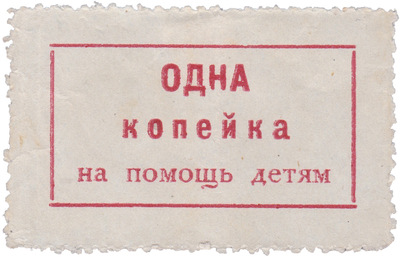 ОДНА
копейка
на помощь детям